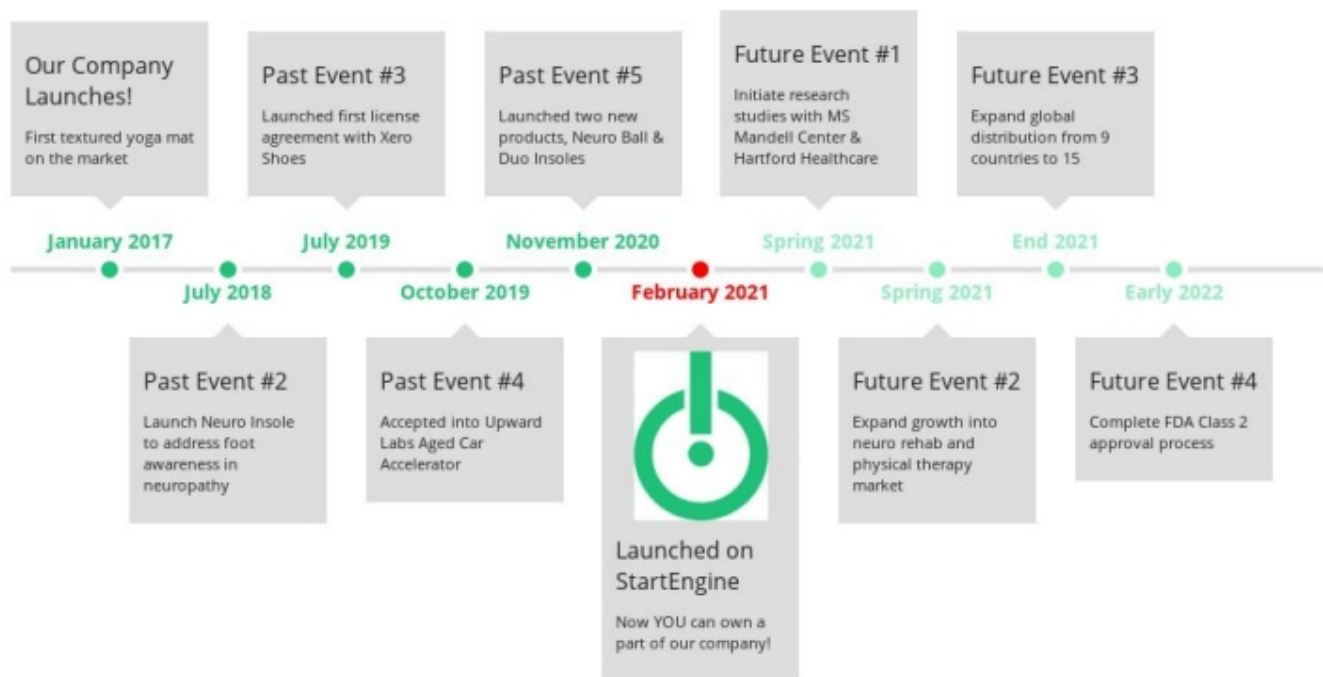 Our Company
Launches!
First textured yoga mat
on the market
January 2017
July 2018
Past Event #2
Launch Neuro Insole
to address foot
awareness in
neuropathy
Past Event #3
Launched first license
agreement with Xero
Shoes
July 2019
October 2019
Past Event #4
Accepted into Upward
Labs Aged Car
Accelerator
Past Event #5
Launched two new
products, Neuro Ball &
Duo Insoles
November 2020
February 2021
Launched on
StartEngine
Now YOU can own a
part of our company!
Future Event #1
Initiate research
studies with MS
Mandell Center &
Hartford Healthcare
Spring 2021
Spring 2021
Future Event #2
Expand growth into
neuro rehab and
physical therapy
market
Future Event #3
Expand global
distribution from 9
countries to 15
End 2021
Early 2022
Future Event #4
Complete FDA Class 2
approval process